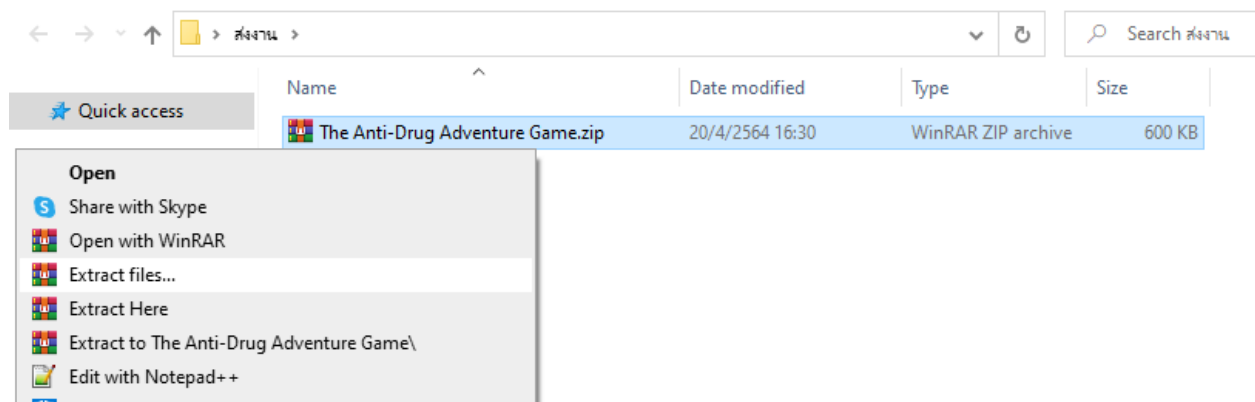 ส่งงาน
Search ส่งงาน
Name
Date modified
Type
Size
Quick access
The Anti-Drug Adventure Game.zip
20/4/2564 16:30
WinRAR ZIP archive
600 KB
Open
Share with Skype
Open with WinRAR
Extract files...
Extract Here
Extract to The Anti-Drug Adventure Game\
Edit with Notepad++